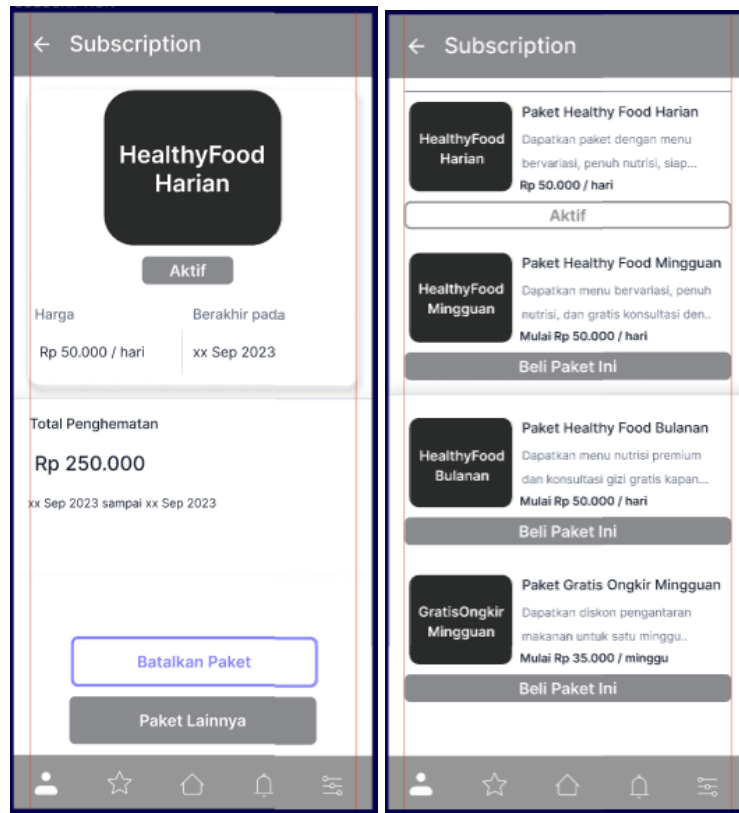 Subscription
HealthyFood
Harian
Aktif
Harga
Berakhir pada
Rp 50.000 / hari
xx Sep 2023
Total Penghematan
Rp 250.000
xx Sep 2023 sampai xx Sep 2023
Batalkan Paket
Paket Lainnya
Subscription
HealthyFood
Harian
Paket Healthy Food Harian
Dapatkan paket dengan menu
bervariasi, penuh nutrisi, siap...
Rp 50.000 / hari
Aktif
HealthyFood
Mingguan
Paket Healthy Food Mingguan
Dapatkan menu bervariasi, penuh
nutrisi, dan gratis konsultasi den..
Mulai Rp 50.000 / hari
Beli Paket Ini
HealthyFood
Bulanan
Paket Healthy Food Bulanan
Dapatkan menu nutrisi premium
dan konsultasi gizi gratis kapan...
Mulai Rp 50.000 / hari
Beli Paket Ini
GratisOngkir
Mingguan
Paket Gratis Ongkir Mingguan
Dapatkan diskon pengantaran
makanan untuk satu minggu..
Mulai Rp 35.000 / minggu
Beli Paket Ini